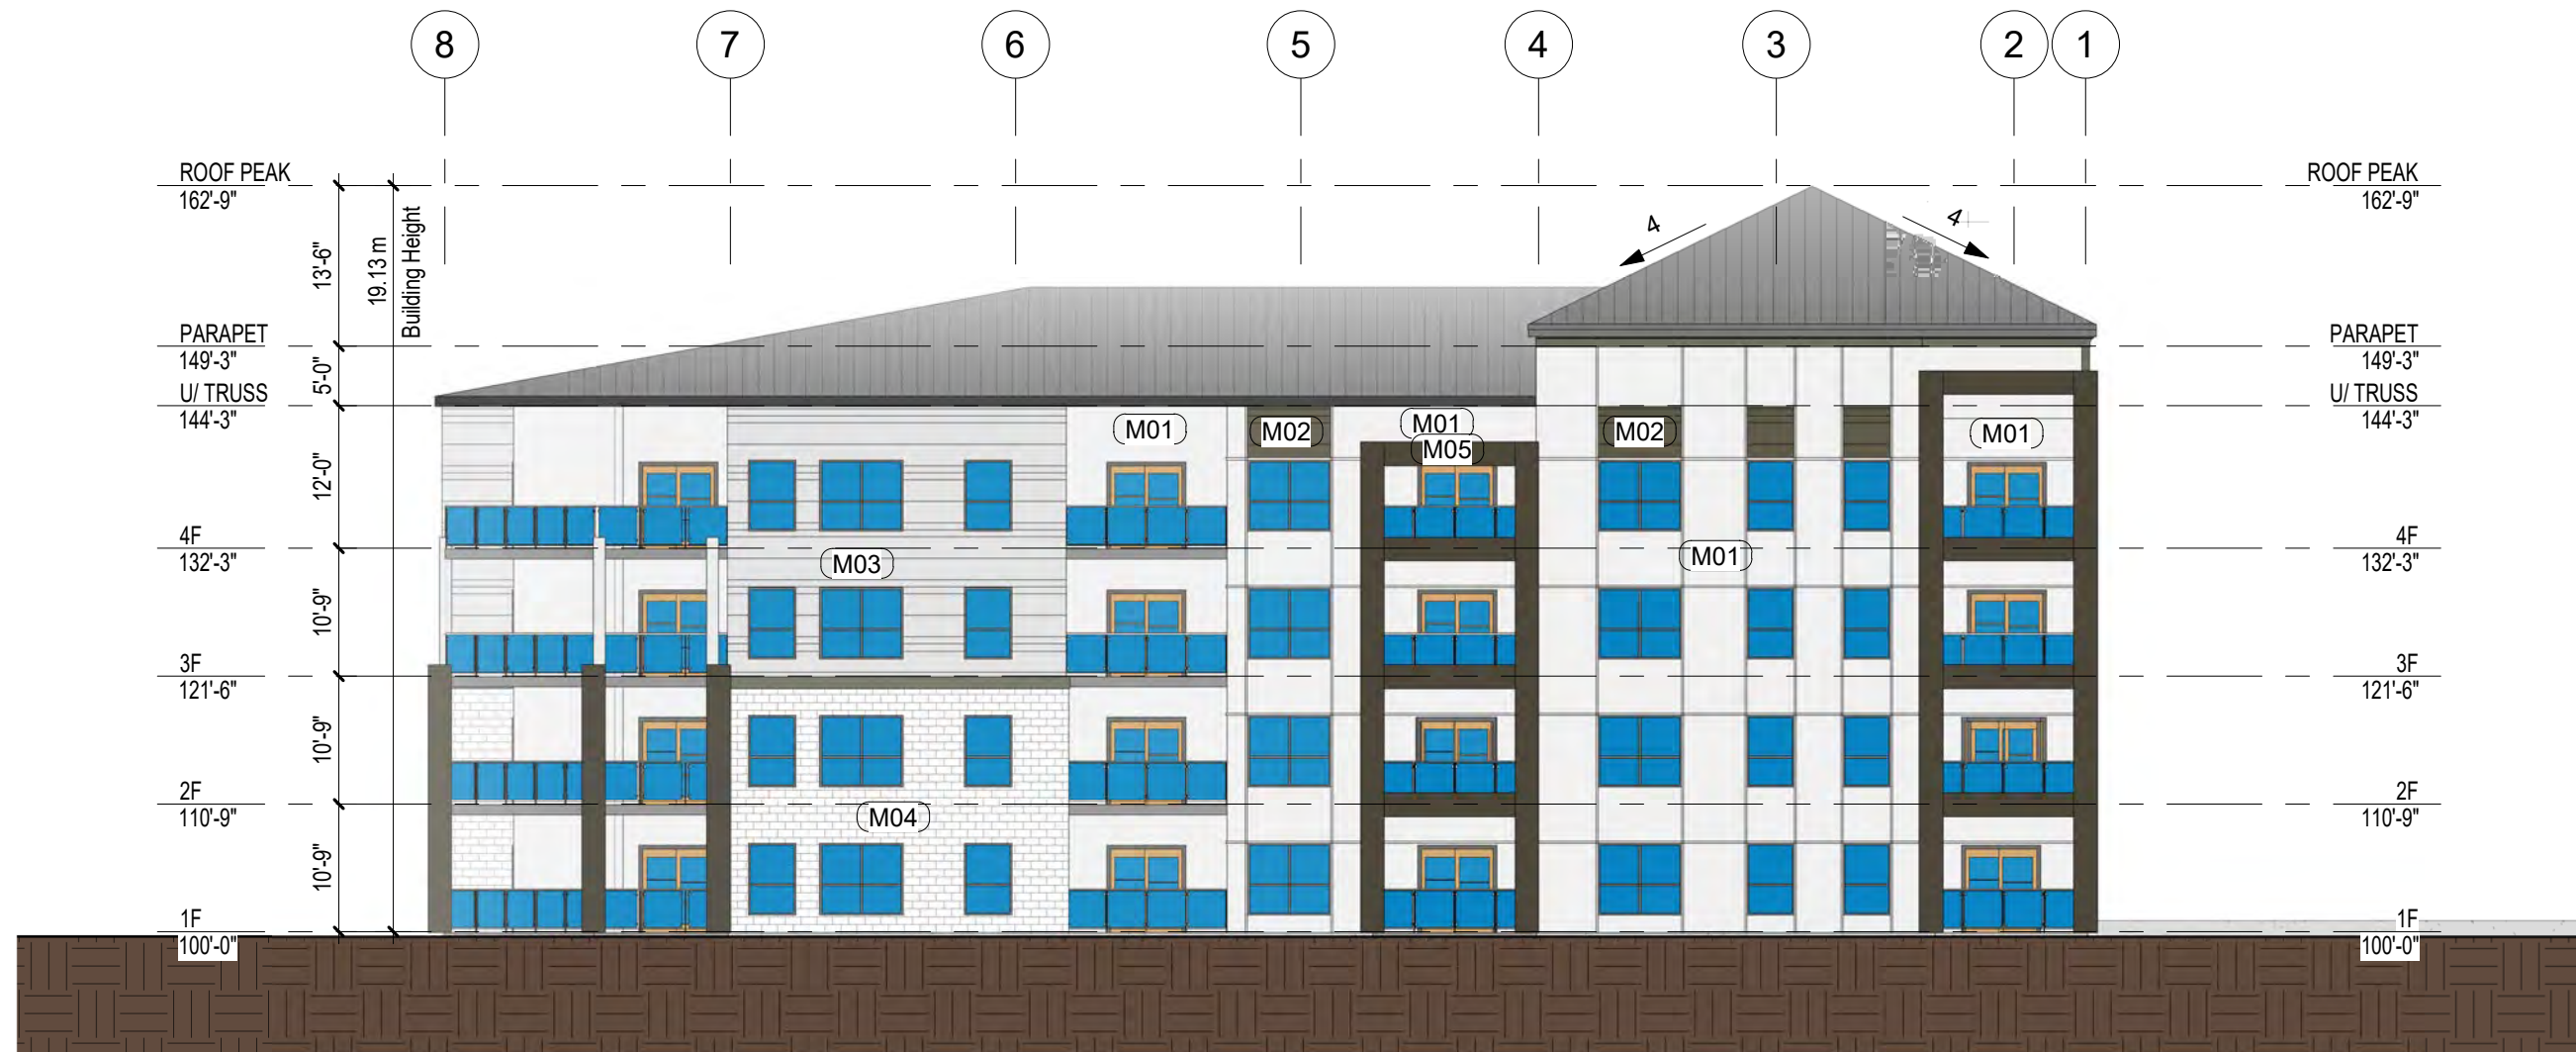 8 7 6 5 4 3 2 1
ROOF PEAK
162'-9"
ROOF PEAK
162'-9"
4
4
13'-6"
19.13 m
Building Height
PARAPET
149'-3"
PARAPET
149'-3"
5'-0"
U/ TRUSS
144'-3"
U/ TRUSS
144'-3"
M01
M02
M01
M05
M02
M01
12'-0"
4F
132'-3"
4F
132'-3"
M03
M01
10'-9"
3F
121'-6"
3F
121'-6"
10'-9"
2F
110'-9"
2F
110'-9"
M04
10'-9"
1F
100'-0"
1F
100'-0"